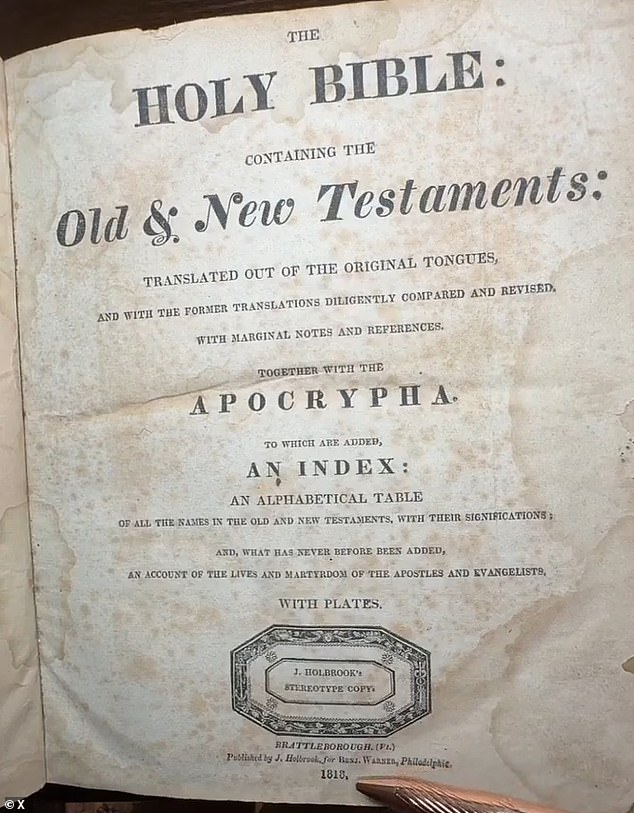 THE
HOLY BIBLE:
CONTAINING THE
Old & New Testaments:
TRANSLATED OUT OF THE ORIGINAL TONGUES,
AND WITH THE FORMER TRANSLATIONS DILIGENTLY COMPARED AND REVISED.
WITH MARGINAL NOTES AND REFERENCES.
TOGETHER WITH THE
APOCRYPHA.
TO WHICH ARE ADDED,
AN INDEX:
AN ALPHABETICAL TABLE
OF ALL THE NAMES IN THE OLD AND NEW TESTAMENTS, WITH THEIR SIGNIFICATIONS;
AND, WHAT HAS NEVER BEFORE BEEN ADDED,
AN ACCOUNT OF THE LIVES AND MARTYRDOM OF THE APOSTLES AND EVANGELISTS.
WITH PLATES.
J. HOLBROOK's
STEREOTYPE COPY:
BRATTLEBOROUGH, (Vt.)
Published by J. Holbrook, for BENJ. WARNER, Philadelphia.
1818.
© X